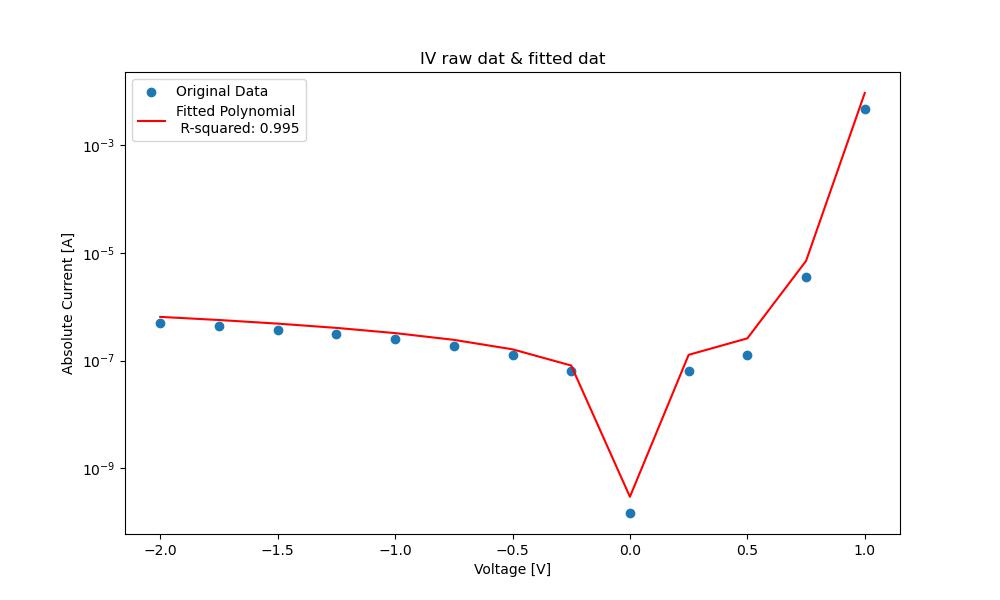 IV raw dat & fitted dat
Original Data
Fitted Polynomial
R-squared: 0.995
Absolute Current [A]
10⁻³
10⁻⁵
10⁻⁷
10⁻⁹
−2.0 −1.5 −1.0 −0.5 0.0 0.5 1.0
Voltage [V]